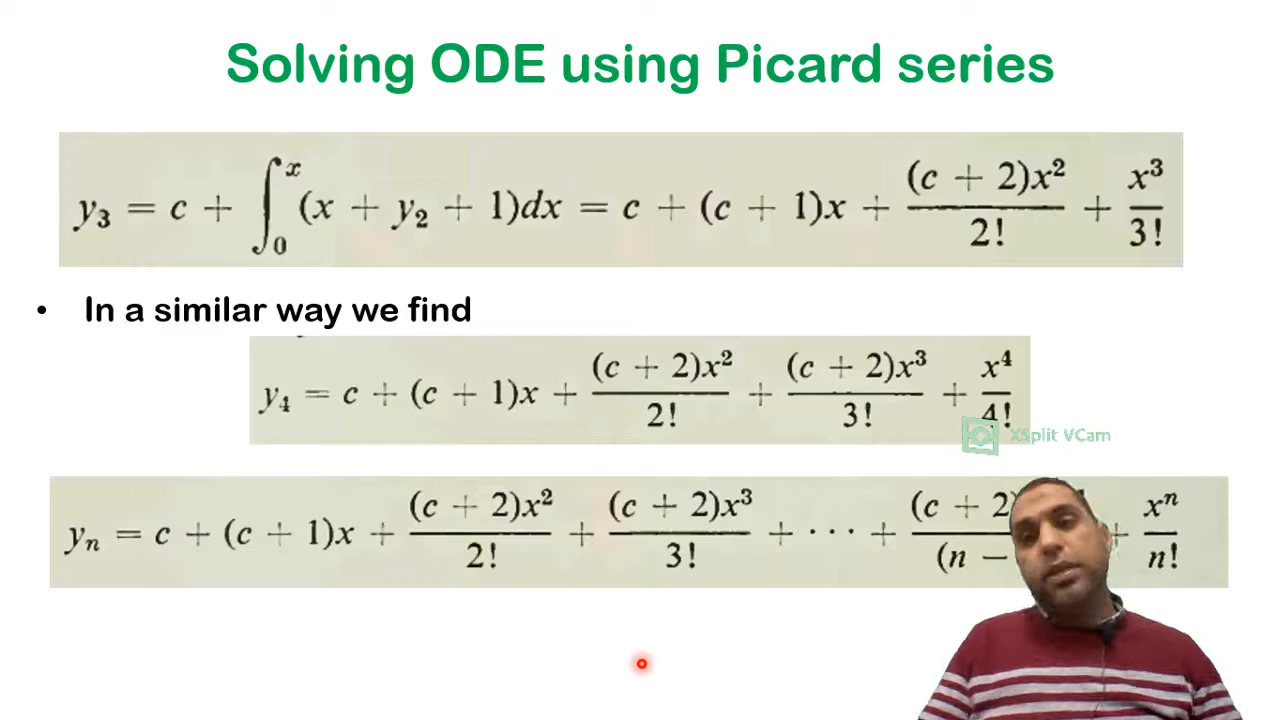 Solving ODE using Picard series
y₃ = c + ∫₀ˣ (x + y₂ + 1)dx = c + (c + 1)x + (c + 2)x²/2! + x³/3!
• In a similar way we find
y₄ = c + (c + 1)x + (c + 2)x²/2! + (c + 2)x³/3! + x⁴/4!
XSplit VCam
yₙ = c + (c + 1)x + (c + 2)x²/2! + (c + 2)x³/3! + · · · + (c + 2)/(n − + xⁿ/n!